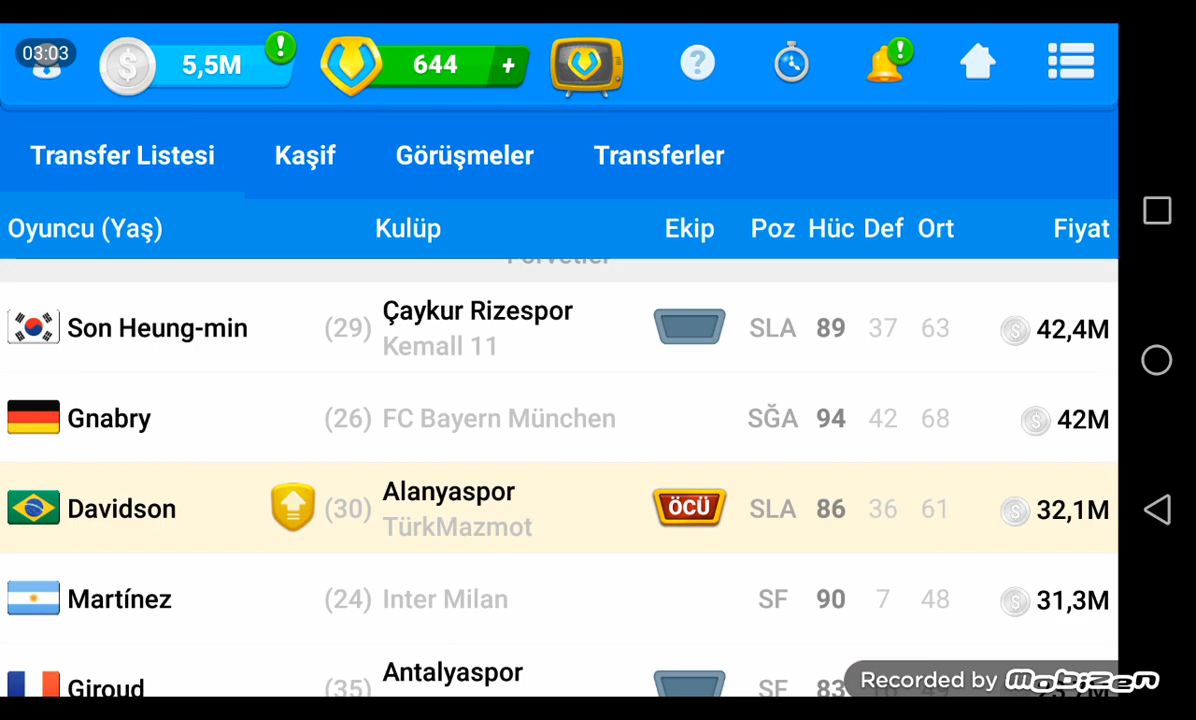 03:03 5,5M 644 +
Transfer Listesi Kaşif Görüşmeler Transferler
Oyuncu (Yaş) Kulüp Ekip Poz Hüc Def Ort Fiyat
Forvetler
Son Heung-min (29) Çaykur Rizespor SLA 89 37 63 42,4M
Kemall 11
Gnabry (26) FC Bayern München SĞA 94 42 68 42M
Davidson (30) Alanyaspor ÖCÜ SLA 86 36 61 32,1M
TürkMazmot
Martínez (24) Inter Milan SF 90 7 48 31,3M
Giroud (35) Antalyaspor SF 83
Recorded by mobizen